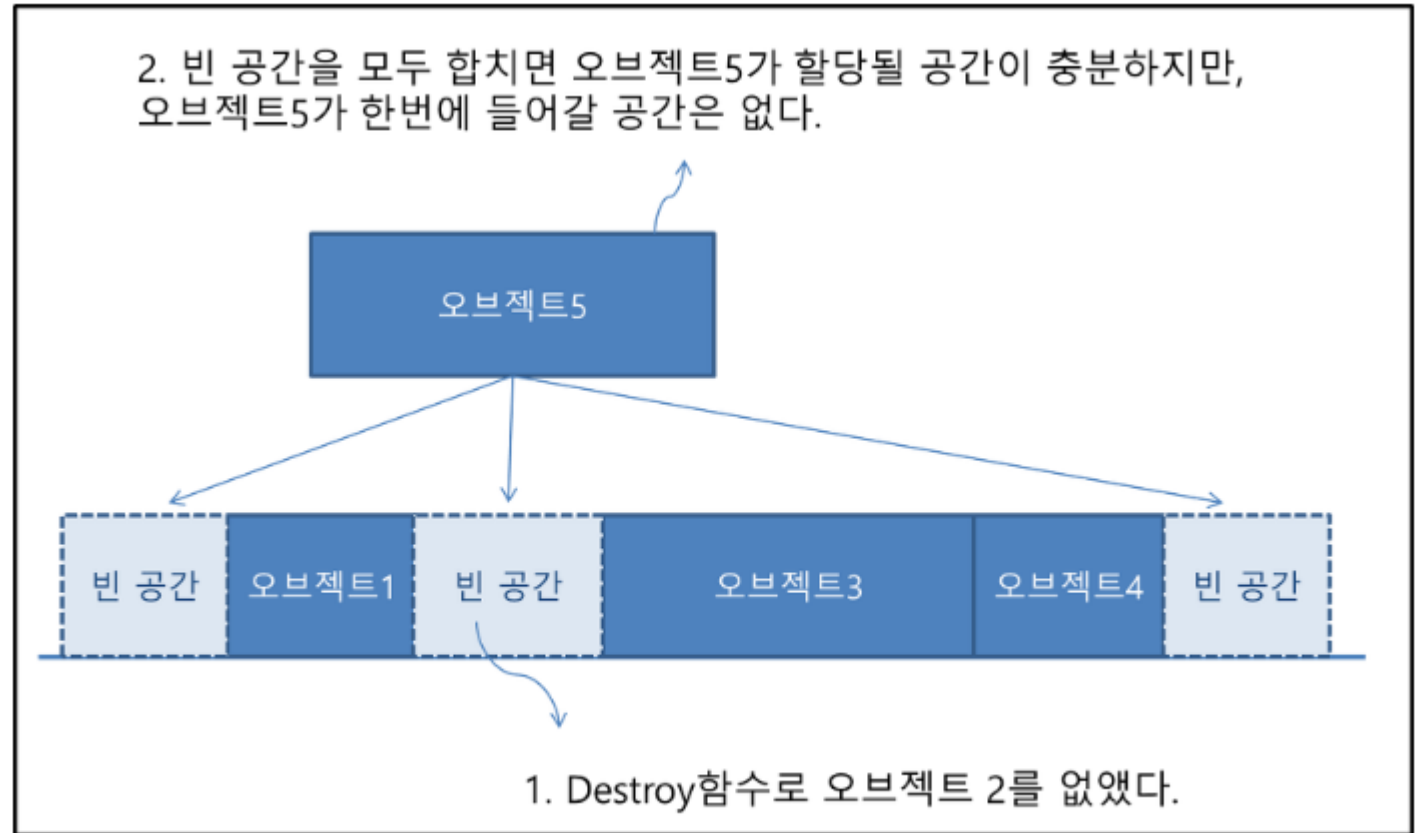 2. 빈 공간을 모두 합치면 오브젝트5가 할당될 공간이 충분하지만,
오브젝트5가 한번에 들어갈 공간은 없다.
오브젝트5
빈 공간
오브젝트1
빈 공간
오브젝트3
오브젝트4
빈 공간
1. Destroy함수로 오브젝트 2를 없앴다.